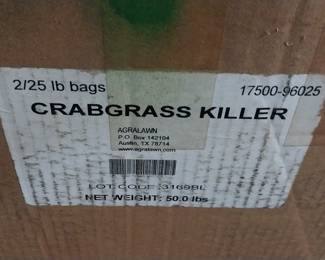 2/25 lb bags 17500-96025
CRABGRASS KILLER
AGRALAWN
P.O. Box 142104
Austin, TX 78714
www.agralawn.com
LOT CODE: 3169BL
NET WEIGHT: 50.0 lbs